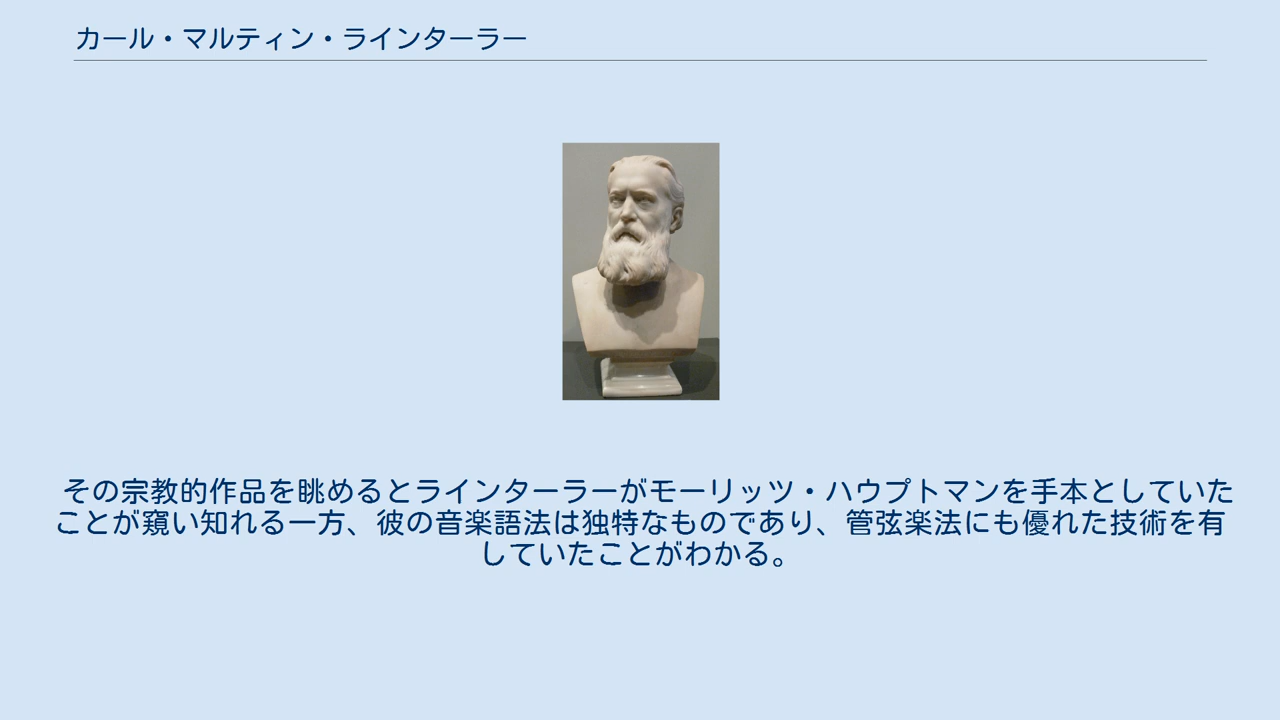 カール・マルティン・ラインターラー
その宗教的作品を眺めるとラインターラーがモーリッツ・ハウプトマンを手本としていた
ことが窺い知れる一方、彼の音楽語法は独特なものであり、管弦楽法にも優れた技術を有
していたことがわかる。